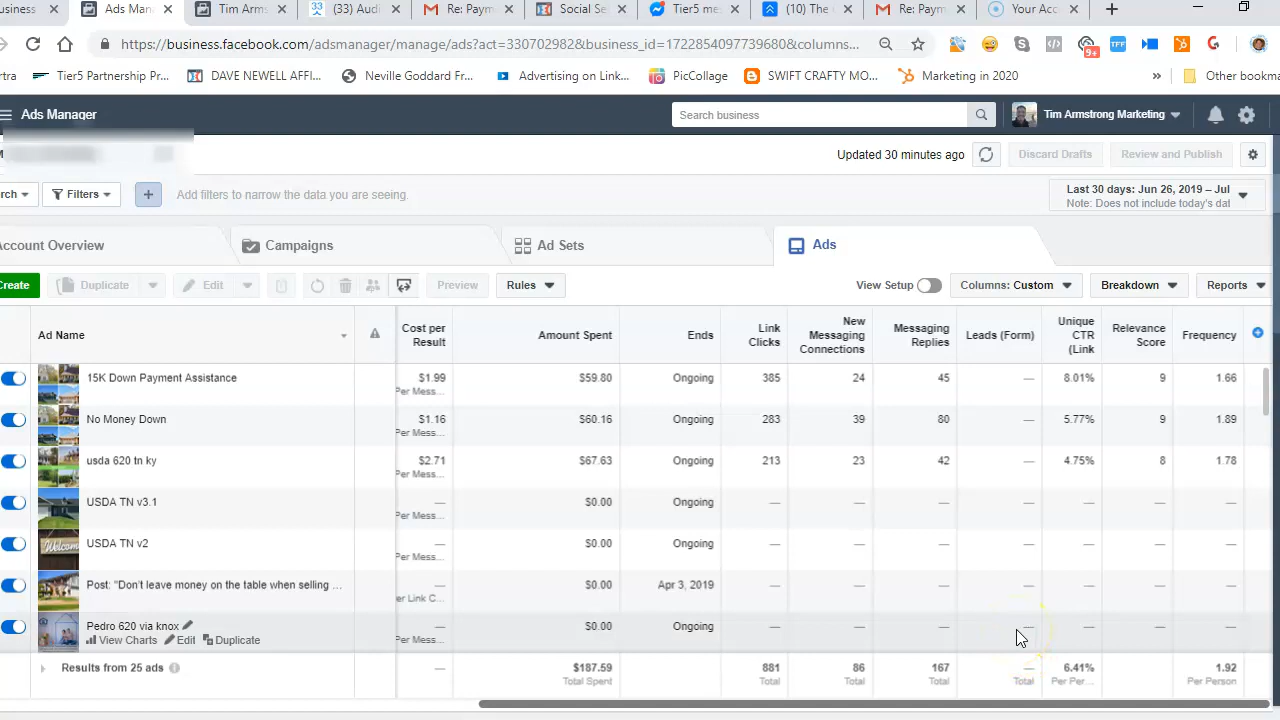 usiness
Ads Mana
Tim Arms
(33) Audi
Re: Paym
Social Se
Tier5 mes
(10) The
Re: Paym
Your Acc
https://business.facebook.com/adsmanager/manage/ads?act=330702982&business_id=1722854097739680&columns...
9+
TFF
rtra
Tier5 Partnership Pr...
DAVE NEWELL AFFI...
Neville Goddard Fr...
Advertising on Link...
PicCollage
SWIFT CRAFTY MO...
Marketing in 2020
»
Other bookma
Ads Manager
Search business
Tim Armstrong Marketing
Updated 30 minutes ago
Discard Drafts
Review and Publish
rch
Filters
Add filters to narrow the data you are seeing.
Last 30 days: Jun 26, 2019 – Jul
Note: Does not include today's dat
Account Overview
Campaigns
Ad Sets
Ads
Create
Duplicate
Edit
Preview
Rules
View Setup
Columns: Custom
Breakdown
Reports
Ad Name
Cost per Result
Amount Spent
Ends
Link Clicks
New Messaging Connections
Messaging Replies
Leads (Form)
Unique CTR (Link
Relevance Score
Frequency
15K Down Payment Assistance $1.99 $59.80 Ongoing 385 24 45 — 8.01% 9 1.66
Per Mess...
No Money Down $1.16 $60.16 Ongoing 283 39 80 — 5.77% 9 1.89
Per Mess...
usda 620 tn ky $2.71 $67.63 Ongoing 213 23 42 — 4.75% 8 1.78
Per Mess...
USDA TN v3.1 — $0.00 Ongoing — — — — — — —
Per Mess...
USDA TN v2 — $0.00 Ongoing — — — — — — —
Per Mess...
Post: "Don't leave money on the table when selling ... — $0.00 Apr 3, 2019 — — — — — — —
er Link C...
Pedro 620 via knox — $0.00 Ongoing — — — — — — —
View Charts Edit Duplicate Per Mess...
Results from 25 ads — $187.59 881 86 167 — 6.41% 1.92
Total Spent Total Total Total Total Per Per... Per Person